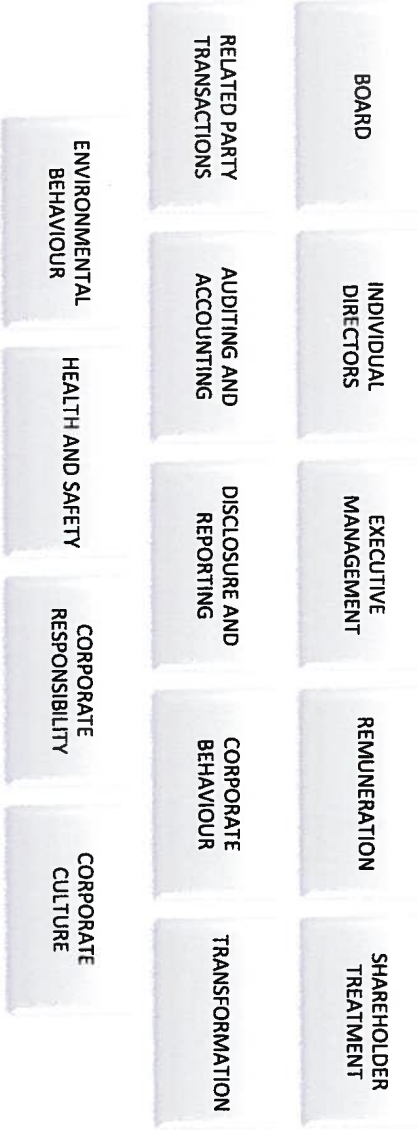 BOARD
INDIVIDUAL
DIRECTORS
EXECUTIVE
MANAGEMENT
REMUNERATION
SHAREHOLDER
TREATMENT
RELATED PARTY
TRANSACTIONS
AUDITING AND
ACCOUNTING
DISCLOSURE AND
REPORTING
CORPORATE
BEHAVIOUR
TRANSFORMATION
ENVIRONMENTAL
BEHAVIOUR
HEALTH AND SAFETY
CORPORATE
RESPONSIBILITY
CORPORATE
CULTURE